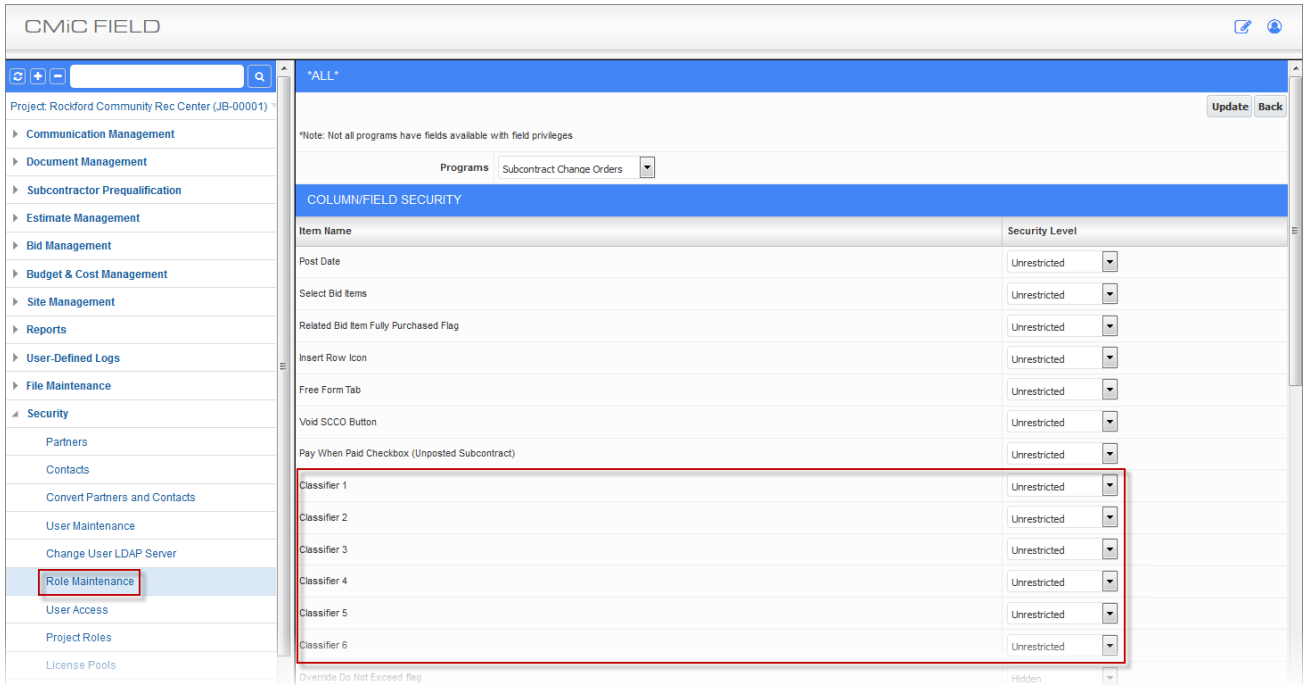 CMiC FIELD
Project: Rockford Community Rec Center (JB-00001)
Communication Management
Document Management
Subcontractor Prequalification
Estimate Management
Bid Management
Budget & Cost Management
Site Management
Reports
User-Defined Logs
File Maintenance
Security
Partners
Contacts
Convert Partners and Contacts
User Maintenance
Change User LDAP Server
Role Maintenance
User Access
Project Roles
License Pools
*ALL*
Update Back
*Note: Not all programs have fields available with field privileges
Programs Subcontract Change Orders
COLUMN/FIELD SECURITY
Item Name Security Level
Post Date Unrestricted
Select Bid Items Unrestricted
Related Bid Item Fully Purchased Flag Unrestricted
Insert Row Icon Unrestricted
Free Form Tab Unrestricted
Void SCCO Button Unrestricted
Pay When Paid Checkbox (Unposted Subcontract) Unrestricted
Classifier 1 Unrestricted
Classifier 2 Unrestricted
Classifier 3 Unrestricted
Classifier 4 Unrestricted
Classifier 5 Unrestricted
Classifier 6 Unrestricted
Override Do Not Exceed flag Hidden